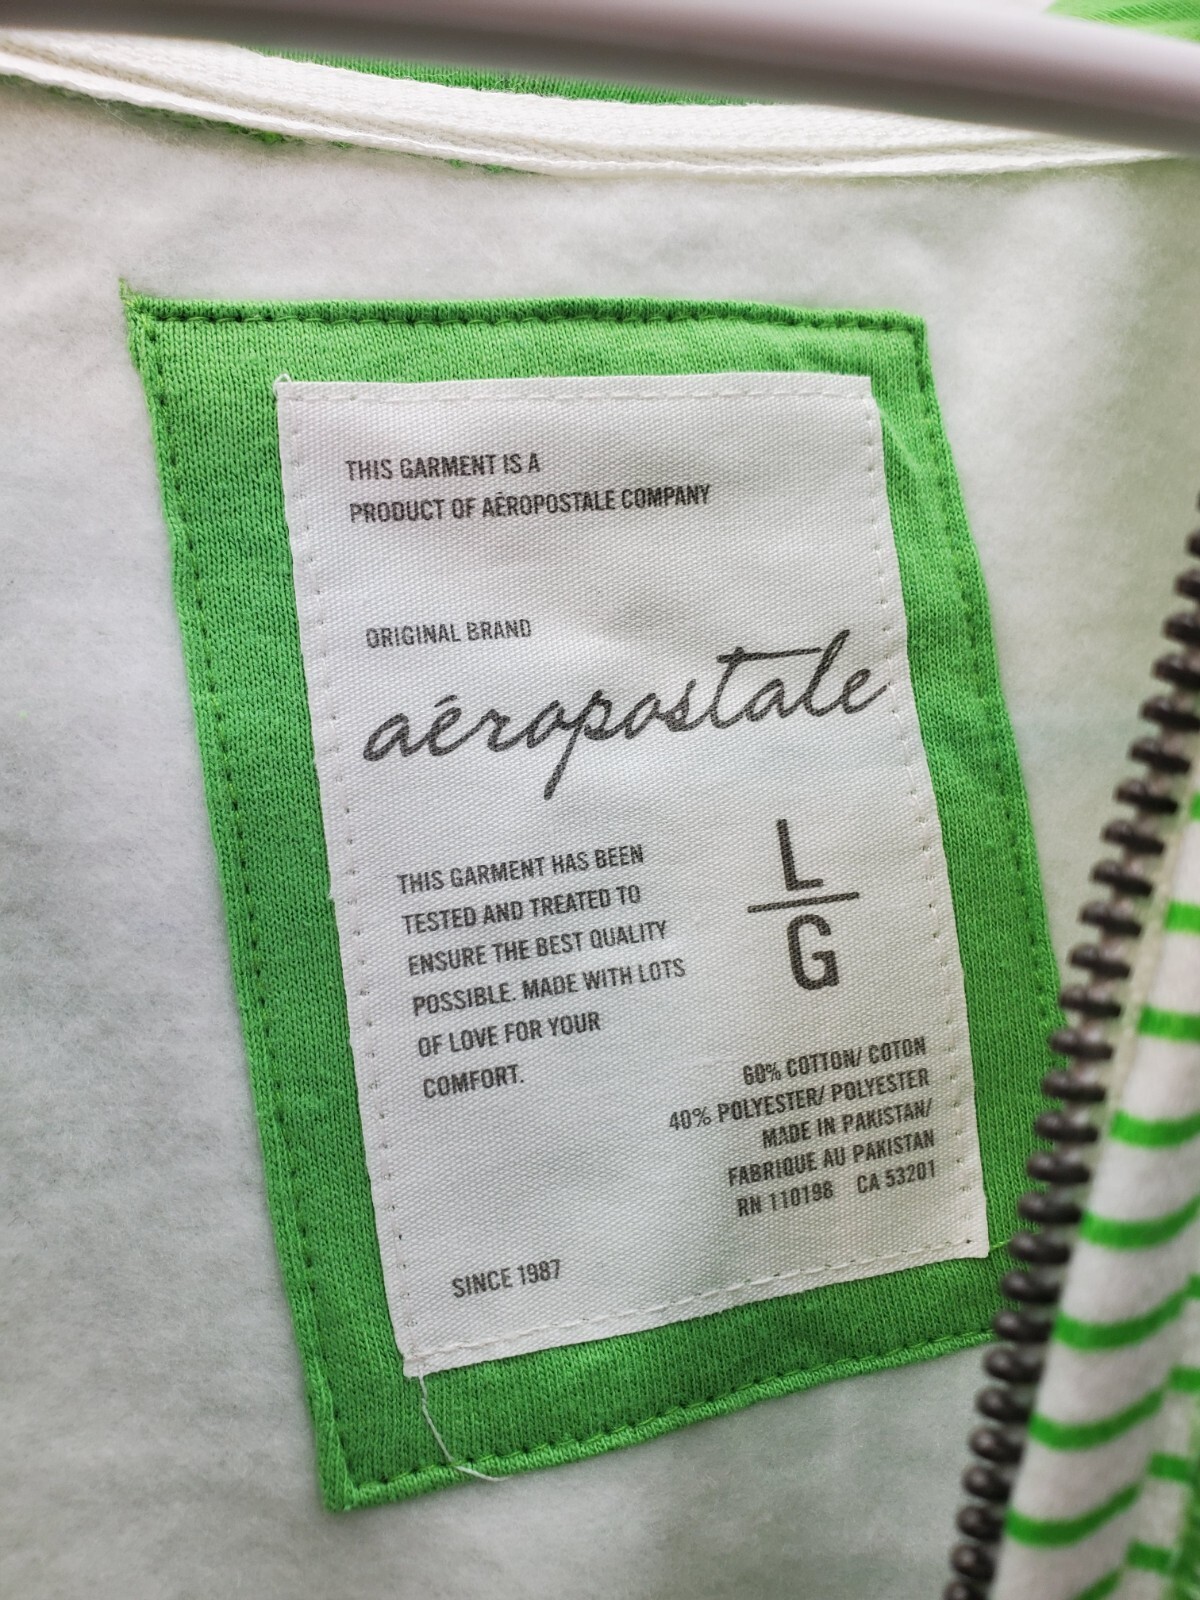 THIS GARMENT IS A
PRODUCT OF AÉROPOSTALE COMPANY
ORIGINAL BRAND
aéropostale
THIS GARMENT HAS BEEN
TESTED AND TREATED TO
ENSURE THE BEST QUALITY
POSSIBLE. MADE WITH LOTS
OF LOVE FOR YOUR
COMFORT.
L
G
60% COTTON/ COTON
40% POLYESTER/ POLYESTER
MADE IN PAKISTAN/
FABRIQUE AU PAKISTAN
RN 110198 CA 53201
SINCE 1987